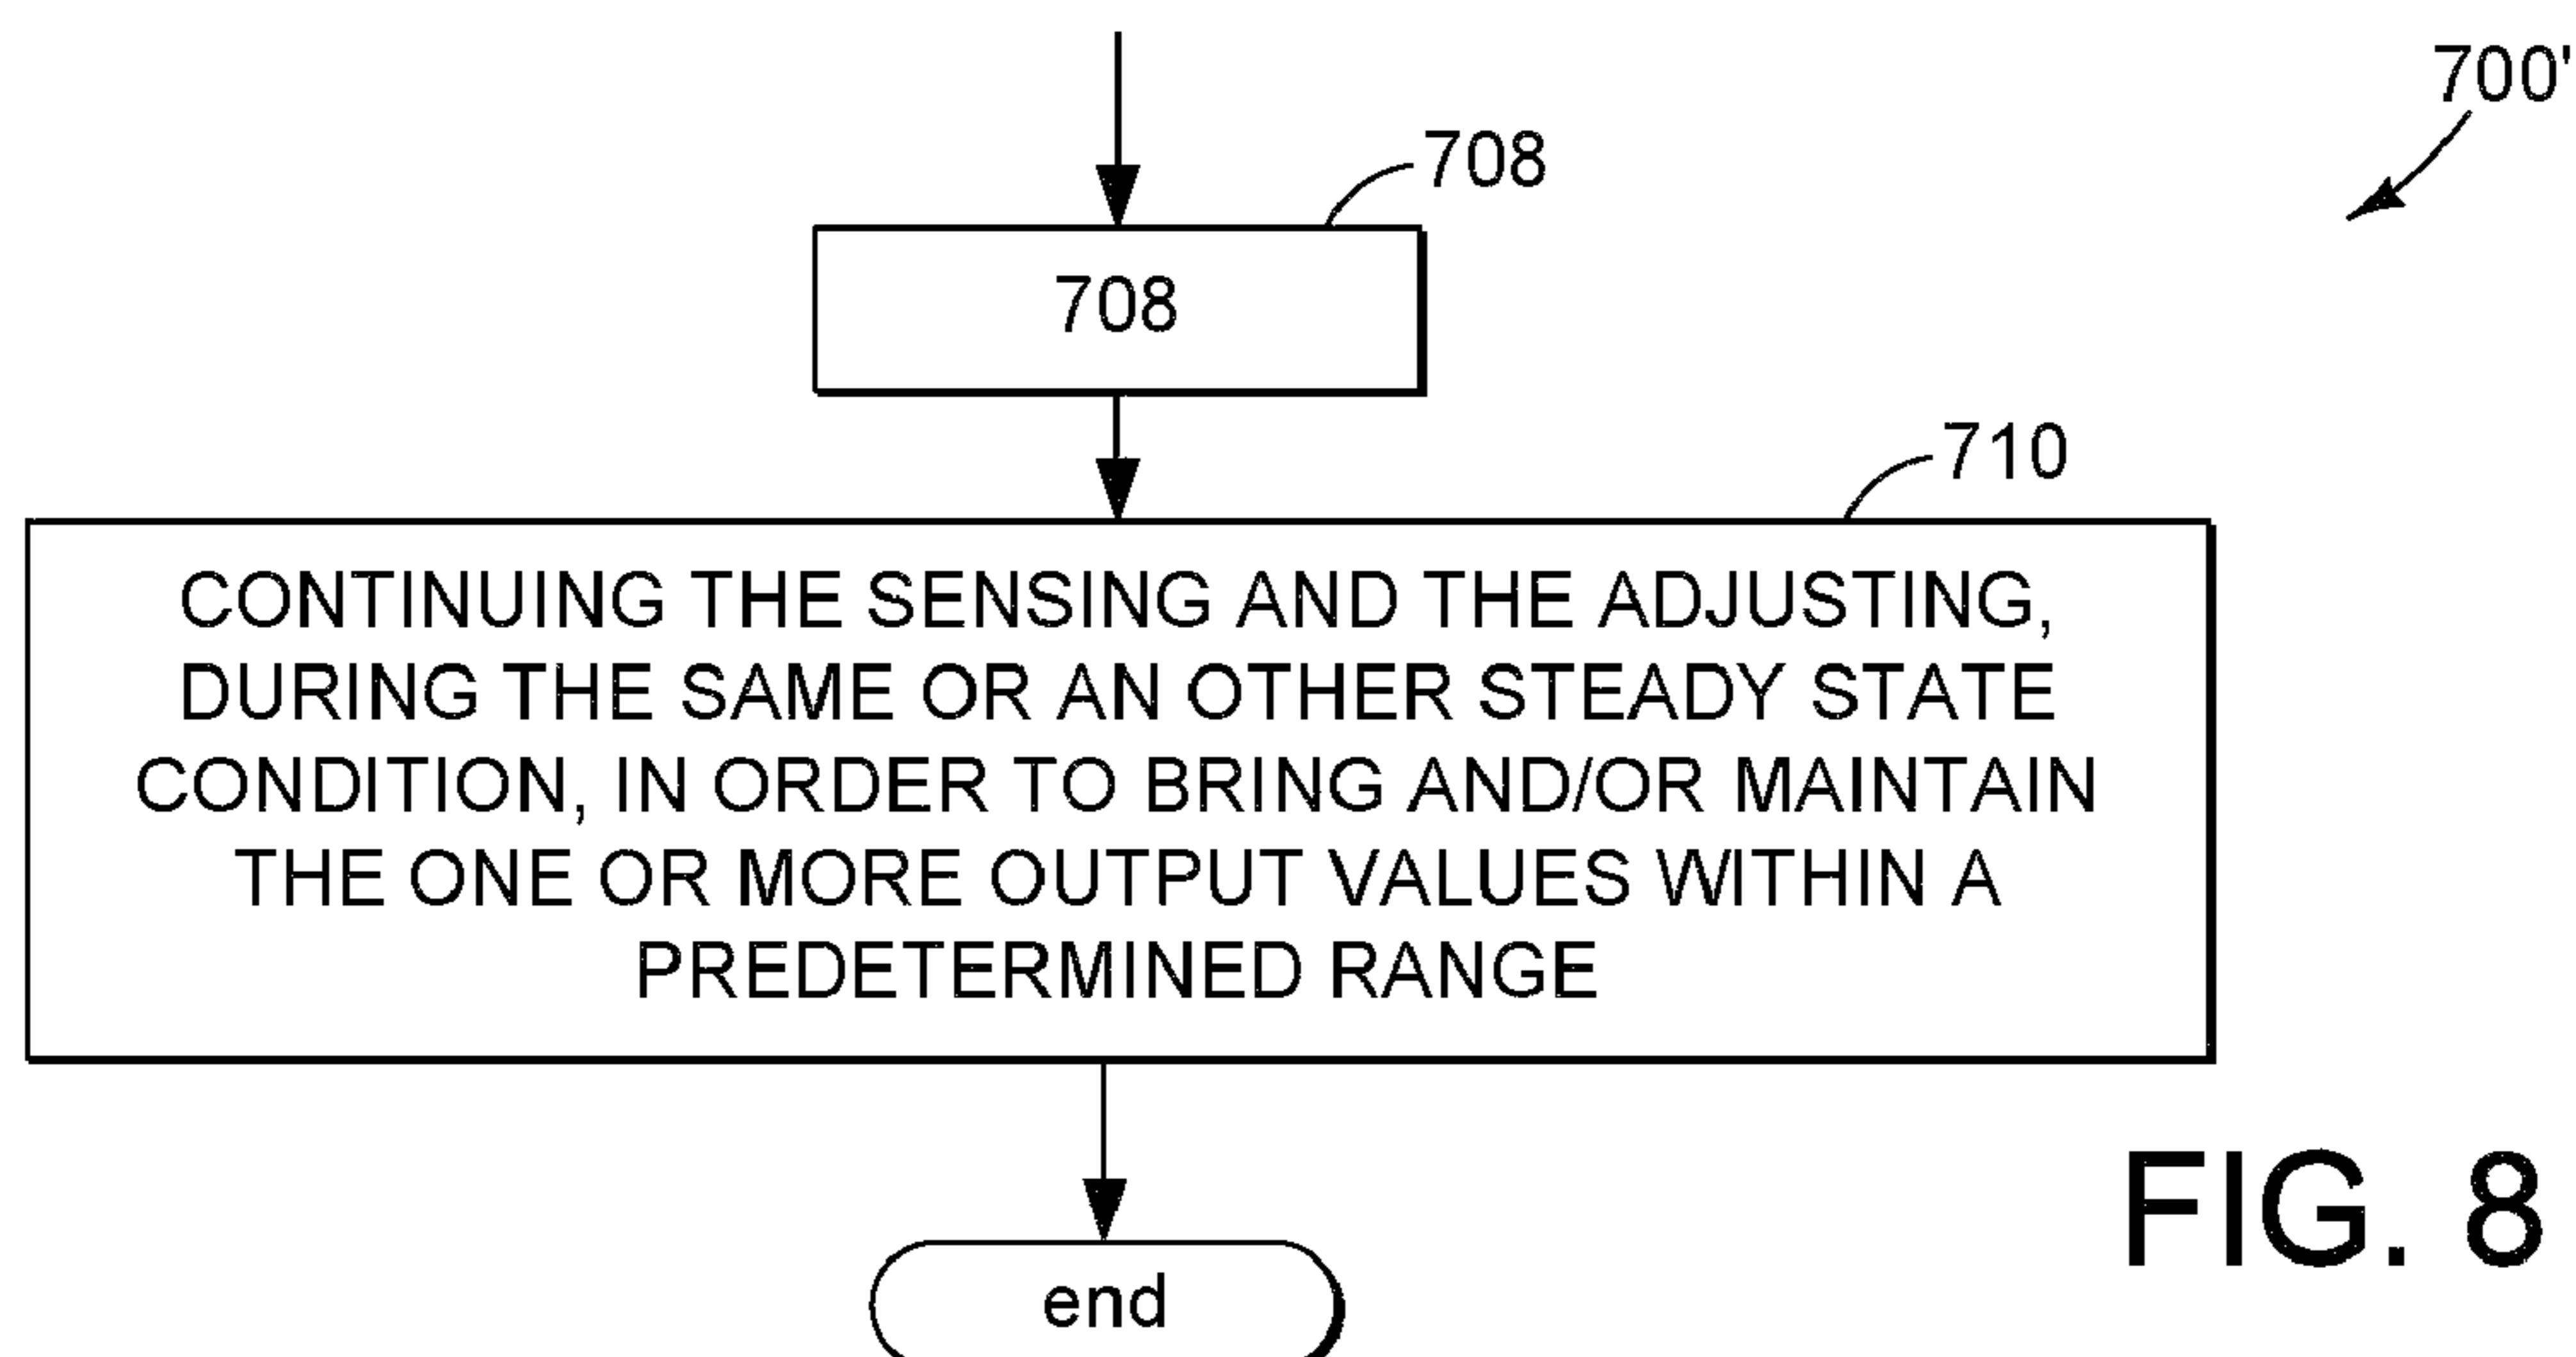 700'
708
708
710
CONTINUING THE SENSING AND THE ADJUSTING,
DURING THE SAME OR AN OTHER STEADY STATE
CONDITION, IN ORDER TO BRING AND/OR MAINTAIN
THE ONE OR MORE OUTPUT VALUES WITHIN A
PREDETERMINED RANGE
FIG. 8
end